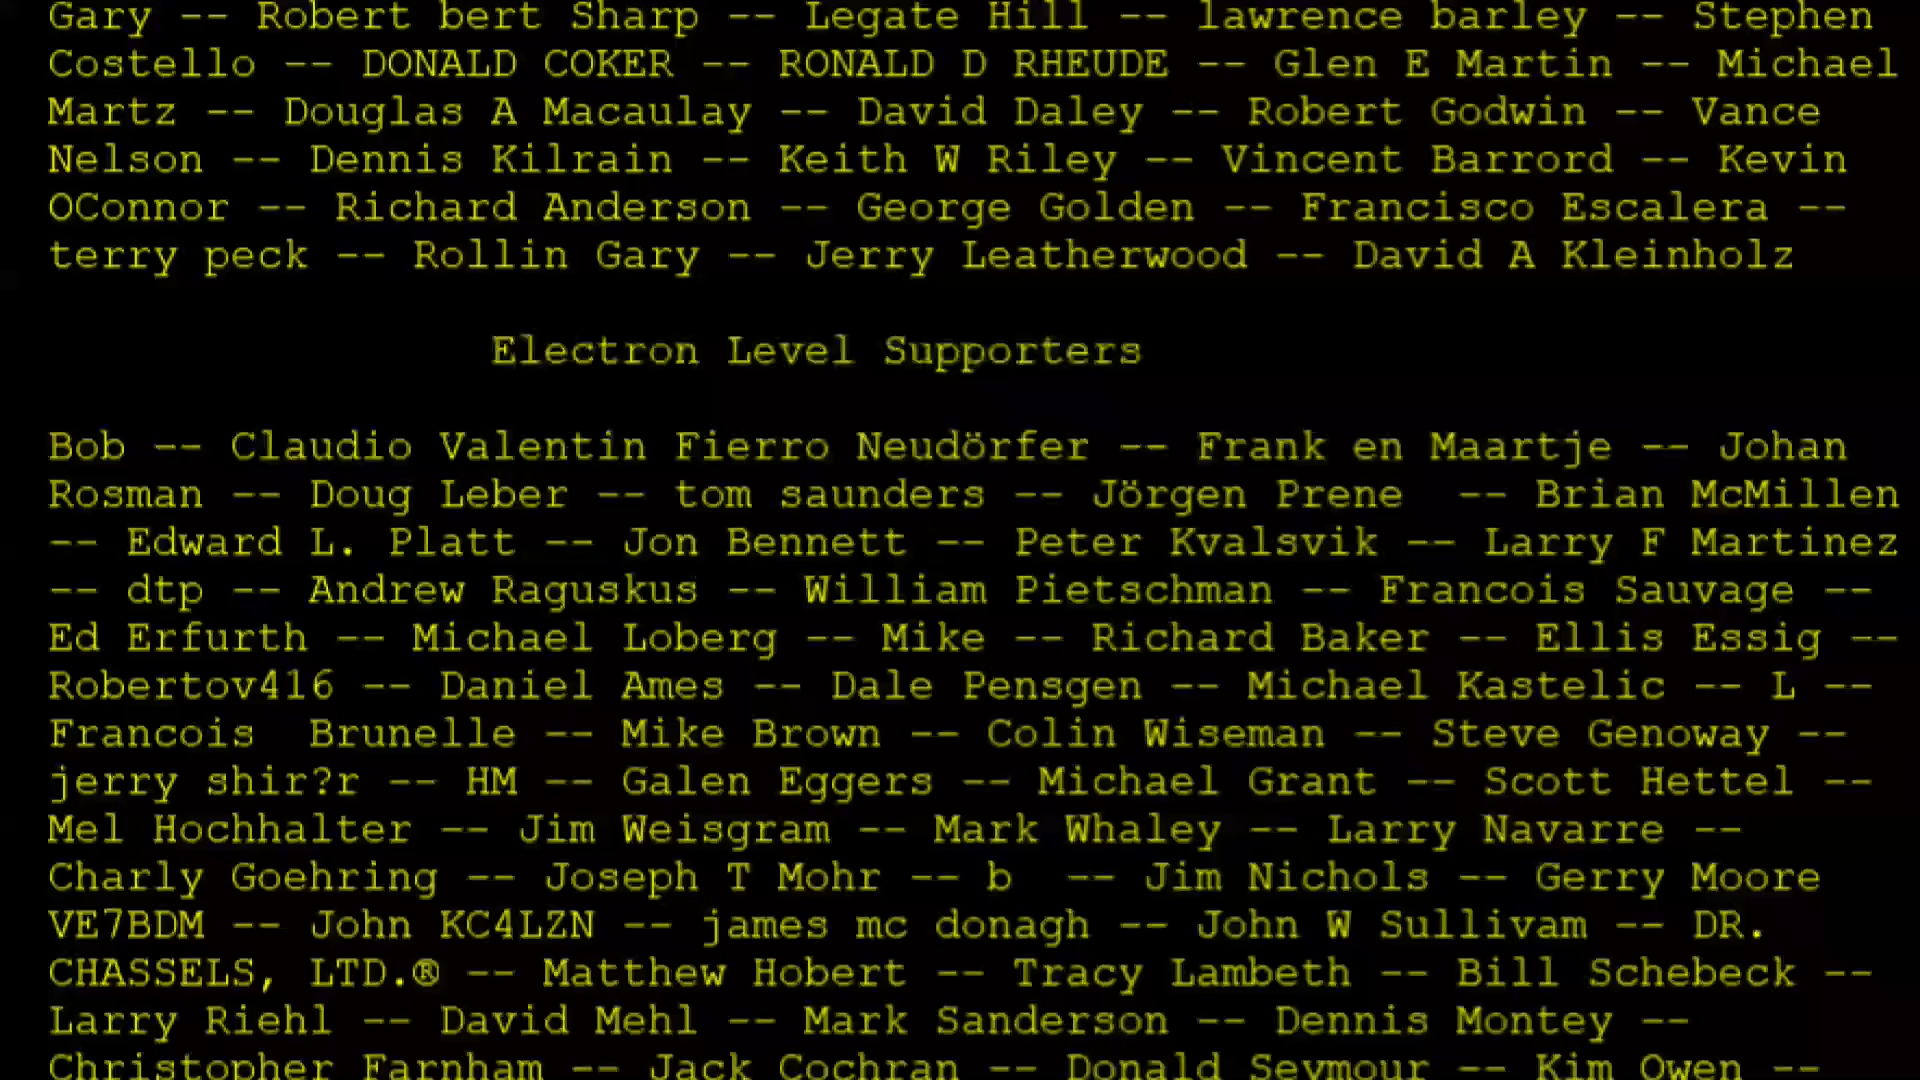 Gary -- Robert bert Sharp -- Legate Hill -- lawrence barley -- Stephen
Costello -- DONALD COKER -- RONALD D RHEUDE -- Glen E Martin -- Michael
Martz -- Douglas A Macaulay -- David Daley -- Robert Godwin -- Vance
Nelson -- Dennis Kilrain -- Keith W Riley -- Vincent Barrord -- Kevin
OConnor -- Richard Anderson -- George Golden -- Francisco Escalera --
terry peck -- Rollin Gary -- Jerry Leatherwood -- David A Kleinholz
Electron Level Supporters
Bob -- Claudio Valentin Fierro Neudörfer -- Frank en Maartje -- Johan
Rosman -- Doug Leber -- tom saunders -- Jörgen Prene  -- Brian McMillen
-- Edward L. Platt -- Jon Bennett -- Peter Kvalsvik -- Larry F Martinez
-- dtp -- Andrew Raguskus -- William Pietschman -- Francois Sauvage --
Ed Erfurth -- Michael Loberg -- Mike -- Richard Baker -- Ellis Essig --
Robertov416 -- Daniel Ames -- Dale Pensgen -- Michael Kastelic -- L --
Francois  Brunelle -- Mike Brown -- Colin Wiseman -- Steve Genoway --
jerry shir?r -- HM -- Galen Eggers -- Michael Grant -- Scott Hettel --
Mel Hochhalter -- Jim Weisgram -- Mark Whaley -- Larry Navarre --
Charly Goehring -- Joseph T Mohr -- b  -- Jim Nichols -- Gerry Moore
VE7BDM -- John KC4LZN -- james mc donagh -- John W Sullivam -- DR.
CHASSELS, LTD.® -- Matthew Hobert -- Tracy Lambeth -- Bill Schebeck --
Larry Riehl -- David Mehl -- Mark Sanderson -- Dennis Montey --
Christopher Farnham -- Jack Cochran -- Donald Seymour -- Kim Owen --